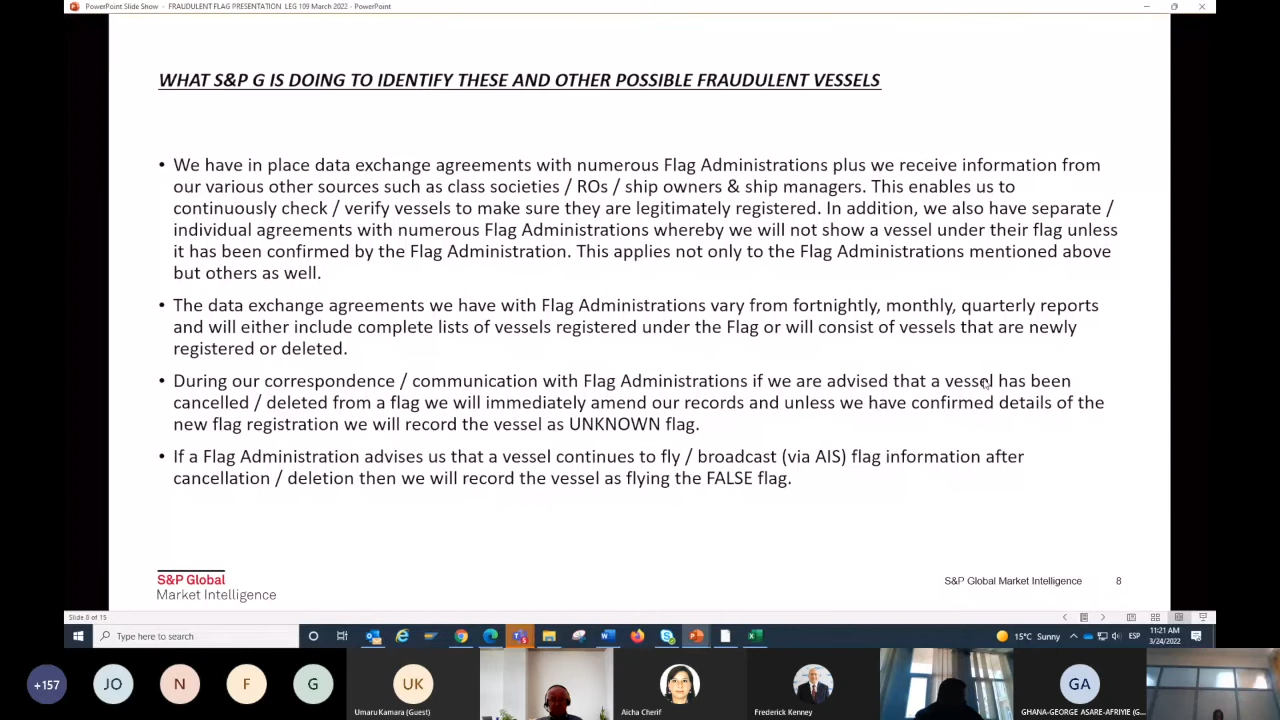 PowerPoint Slide Show - FRAUDULENT FLAG PRESENTATION LEG 109 March 2022 - PowerPoint
WHAT S&P G IS DOING TO IDENTIFY THESE AND OTHER POSSIBLE FRAUDULENT VESSELS
• We have in place data exchange agreements with numerous Flag Administrations plus we receive information from
our various other sources such as class societies / ROs / ship owners & ship managers. This enables us to
continuously check / verify vessels to make sure they are legitimately registered. In addition, we also have separate /
individual agreements with numerous Flag Administrations whereby we will not show a vessel under their flag unless
it has been confirmed by the Flag Administration. This applies not only to the Flag Administrations mentioned above
but others as well.
• The data exchange agreements we have with Flag Administrations vary from fortnightly, monthly, quarterly reports
and will either include complete lists of vessels registered under the Flag or will consist of vessels that are newly
registered or deleted.
• During our correspondence / communication with Flag Administrations if we are advised that a vessel has been
cancelled / deleted from a flag we will immediately amend our records and unless we have confirmed details of the
new flag registration we will record the vessel as UNKNOWN flag.
• If a Flag Administration advises us that a vessel continues to fly / broadcast (via AIS) flag information after
cancellation / deletion then we will record the vessel as flying the FALSE flag.
S&P Global
Market Intelligence
S&P Global Market Intelligence 8
Slide 8 of 15
Type here to search
15°C Sunny
ESP
11:21 AM
3/24/2022
+157
JO
N
F
G
UK
Umaru Kamara (Guest)
Aicha Cherif
Frederick Kenney
GA
GHANA-GEORGE ASARE-AFRIYIE (G...